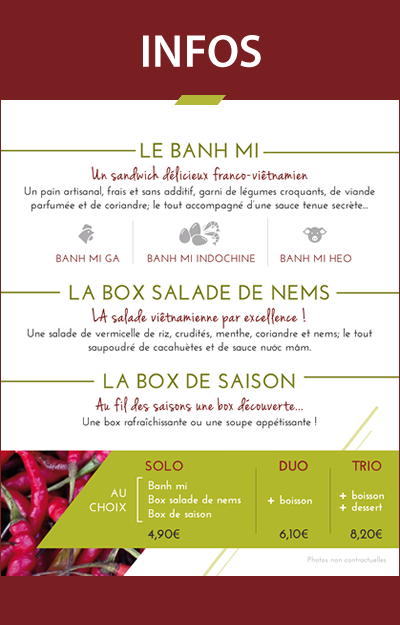 INFOS
LE BANH MI
Un sandwich délicieux franco-viêtnamien
Un pain artisanal, frais et sans additif, garni de légumes croquants, de viande
parfumée et de coriandre; le tout accompagné d'une sauce tenue secrète...
BANH MI GA
BANH MI INDOCHINE
BANH MI HEO
LA BOX SALADE DE NEMS
LA salade viêtnamienne par excellence !
Une salade de vermicelle de riz, crudités, menthe, coriandre et nems; le tout
saupoudré de cacahuètes et de sauce nuoc mâm.
LA BOX DE SAISON
Au fil des saisons une box découverte...
Une box rafraîchissante ou une soupe appétissante !
SOLO
DUO
TRIO
AU
CHOIX
Banh mi
Box salade de nems
Box de saison
+ boisson
+ boisson
+ dessert
4,90€
6,10€
8,20€
Photos non contractuelles